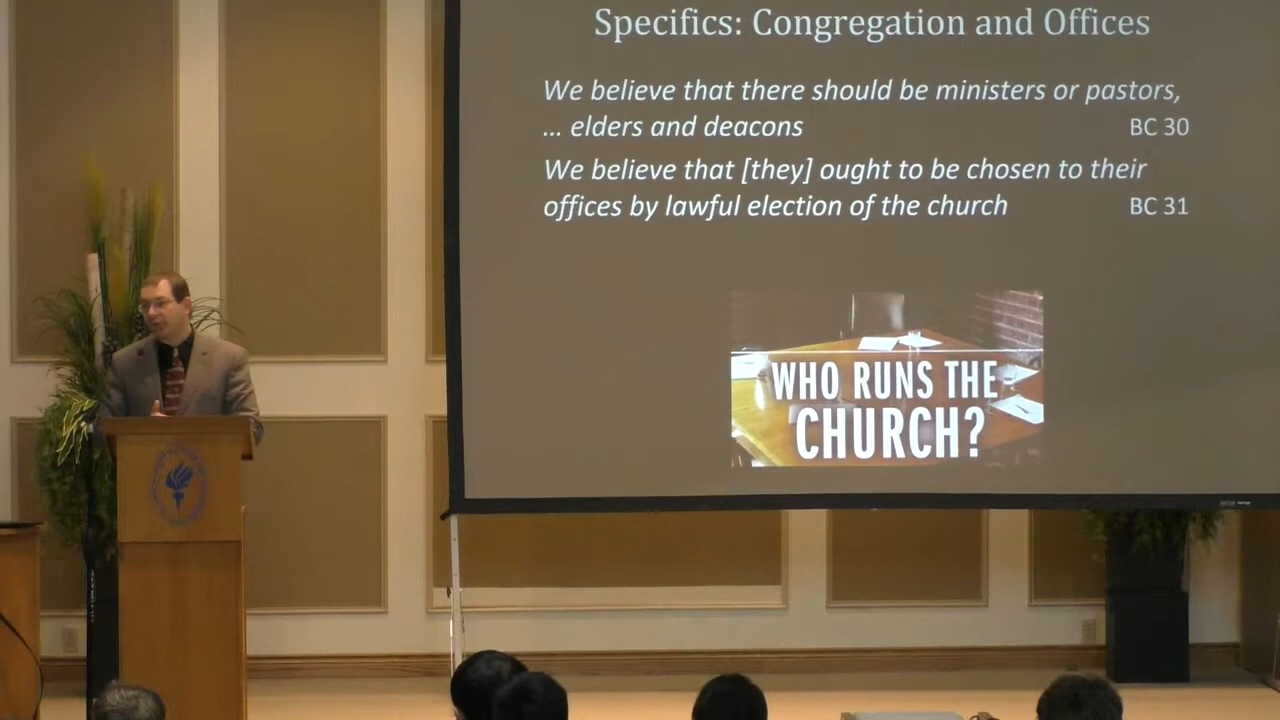 Specifics: Congregation and Offices
We believe that there should be ministers or pastors,
... elders and deacons BC 30
We believe that [they] ought to be chosen to their
offices by lawful election of the church BC 31
WHO RUNS THE
CHURCH?